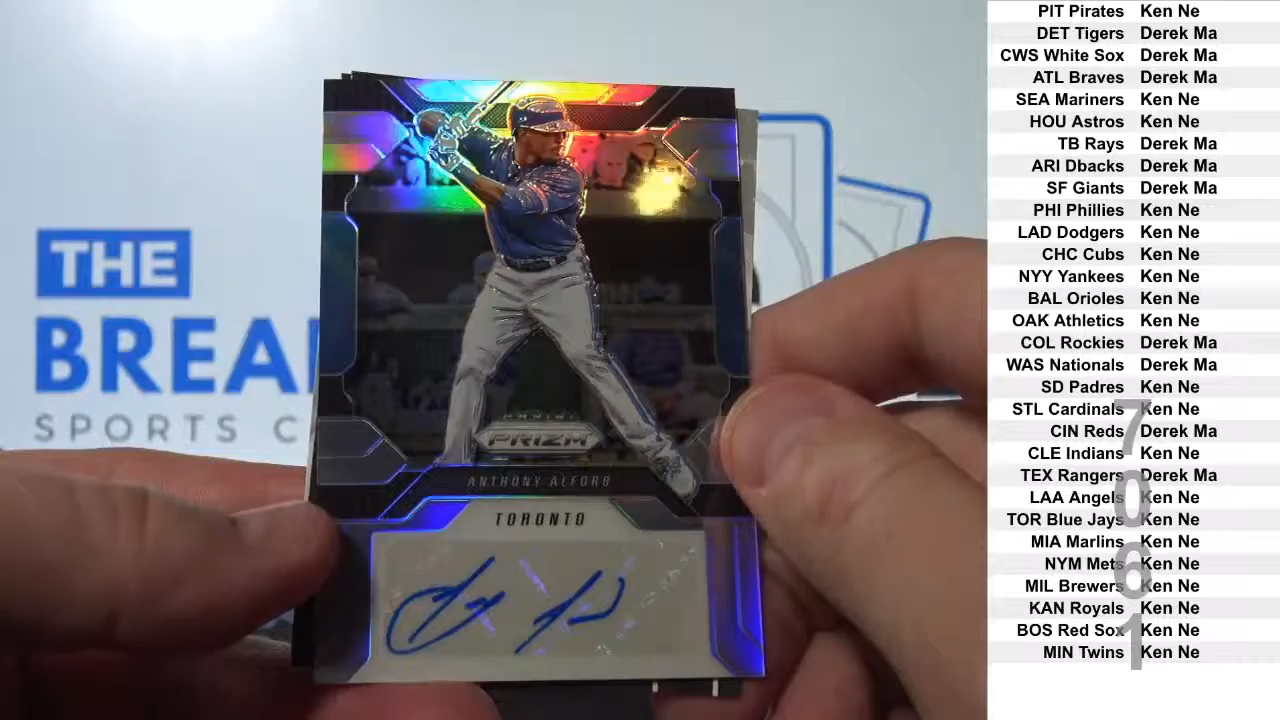 THE
BREA
SPORTS C
PANINI
PRIZM
ANTHONY ALFORD
TORONTO
PIT Pirates Ken Ne
DET Tigers Derek Ma
CWS White Sox Derek Ma
ATL Braves Derek Ma
SEA Mariners Ken Ne
HOU Astros Ken Ne
TB Rays Derek Ma
ARI Dbacks Derek Ma
SF Giants Derek Ma
PHI Phillies Ken Ne
LAD Dodgers Ken Ne
CHC Cubs Ken Ne
NYY Yankees Ken Ne
BAL Orioles Ken Ne
OAK Athletics Ken Ne
COL Rockies Derek Ma
WAS Nationals Derek Ma
SD Padres Ken Ne
STL Cardinals Ken Ne
CIN Reds Derek Ma
CLE Indians Ken Ne
TEX Rangers Derek Ma
LAA Angels Ken Ne
TOR Blue Jays Ken Ne
MIA Marlins Ken Ne
NYM Mets Ken Ne
MIL Brewers Ken Ne
KAN Royals Ken Ne
BOS Red Sox Ken Ne
MIN Twins Ken Ne
7061